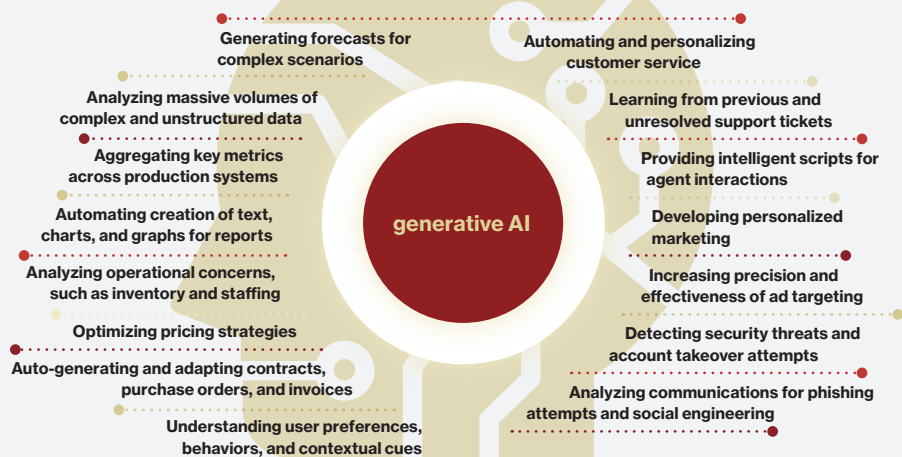 Generating forecasts for
complex scenarios
Analyzing massive volumes of
complex and unstructured data
Aggregating key metrics
across production systems
Automating creation of text,
charts, and graphs for reports
Analyzing operational concerns,
such as inventory and staffing
Optimizing pricing strategies
Auto-generating and adapting contracts,
purchase orders, and invoices
Understanding user preferences,
behaviors, and contextual cues
generative AI
Automating and personalizing
customer service
Learning from previous and
unresolved support tickets
Providing intelligent scripts for
agent interactions
Developing personalized
marketing
Increasing precision and
effectiveness of ad targeting
Detecting security threats and
account takeover attempts
Analyzing communications for phishing
attempts and social engineering